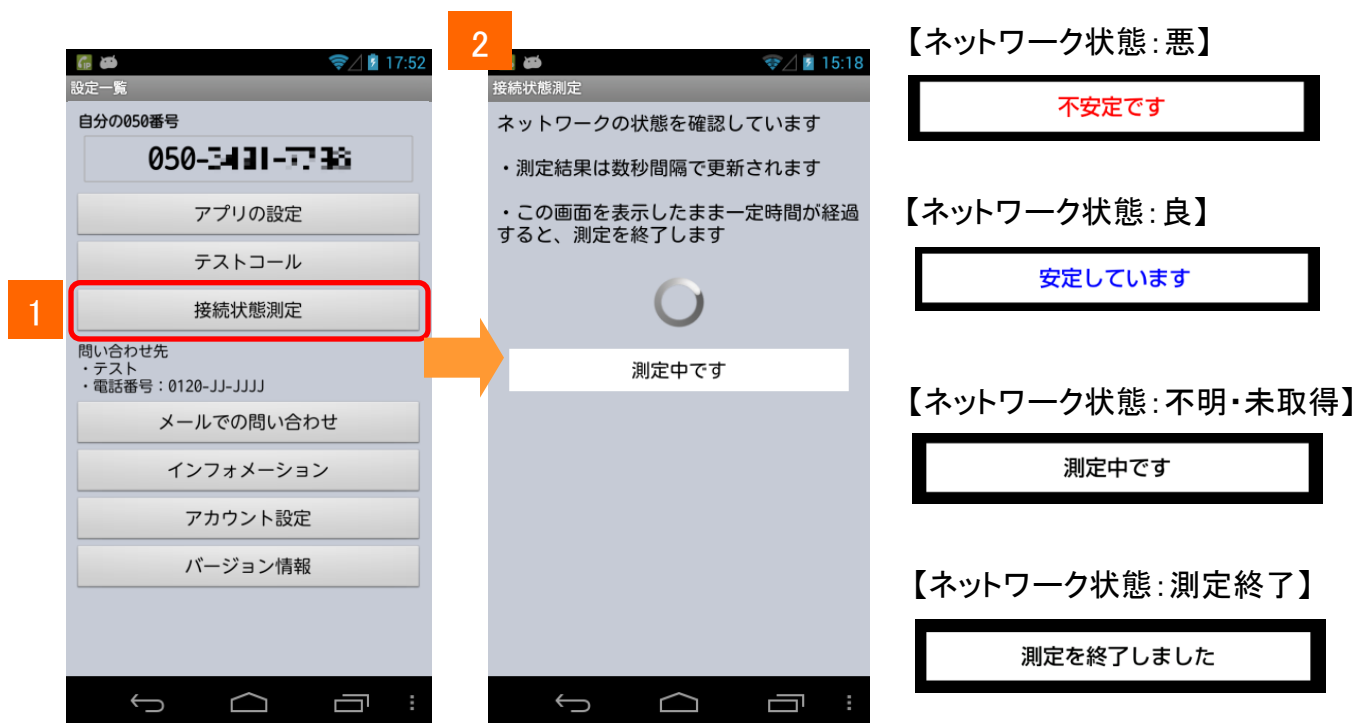 1
17:52
設定一覧
自分の050番号
050-
アプリの設定
テストコール
接続状態測定
問い合わせ先
・テスト
・電話番号：0120-JJ-JJJJ
メールでの問い合わせ
インフォメーション
アカウント設定
バージョン情報
2
15:18
接続状態測定
ネットワークの状態を確認しています
・測定結果は数秒間隔で更新されます
・この画面を表示したまま一定時間が経過
すると、測定を終了します
測定中です
【ネットワーク状態：悪】
不安定です
【ネットワーク状態：良】
安定しています
【ネットワーク状態：不明・未取得】
測定中です
【ネットワーク状態：測定終了】
測定を終了しました